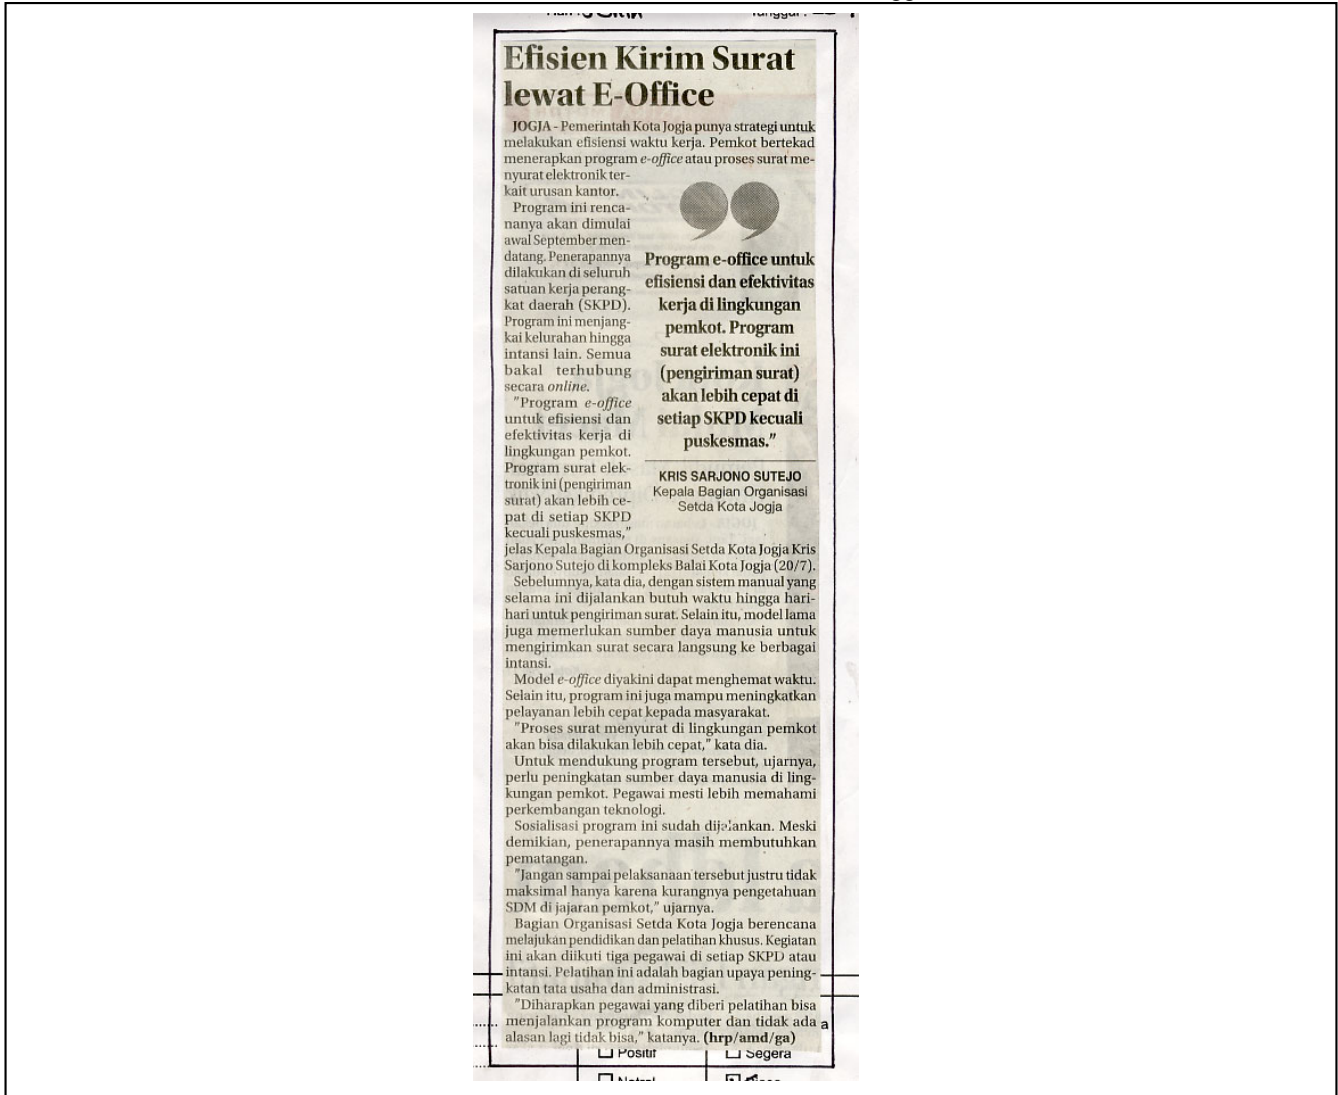 Efisien Kirim Surat
lewat E-Office
JOGJA - Pemerintah Kota Jogja punya strategi untuk
melakukan efisiensi waktu kerja. Pemkot bertekad
menerapkan program e-office atau proses surat me-
nyurat elektronik ter-
kait urusan kantor.
Program ini renca-
nanya akan dimulai
awal September men-
datang. Penerapannya
dilakukan di seluruh
satuan kerja perang-
kat daerah (SKPD).
Program ini menjang-
kai kelurahan hingga
intansi lain. Semua
bakal terhubung
secara online.
"Program e-office
untuk efisiensi dan
efektivitas kerja di
lingkungan pemkot.
Program surat elek-
tronik ini (pengiriman
surat) akan lebih ce-
pat di setiap SKPD
kecuali puskesmas,"
Program e-office untuk
efisiensi dan efektivitas
kerja di lingkungan
pemkot. Program
surat elektronik ini
(pengiriman surat)
akan lebih cepat di
setiap SKPD kecuali
puskesmas."
KRIS SARJONO SUTEJO
Kepala Bagian Organisasi
Setda Kota Jogja
jelas Kepala Bagian Organisasi Setda Kota Jogja Kris
Sarjono Sutejo di kompleks Balai Kota Jogja (20/7).
Sebelumnya, kata dia, dengan sistem manual yang
selama ini dijalankan butuh waktu hingga hari-
hari untuk pengiriman surat. Selain itu, model lama
juga memerlukan sumber daya manusia untuk
mengirimkan surat secara langsung ke berbagai
intansi.
Model e-office diyakini dapat menghemat waktu.
Selain itu, program ini juga mampu meningkatkan
pelayanan lebih cepat kepada masyarakat.
"Proses surat menyurat di lingkungan pemkot
akan bisa dilakukan lebih cepat," kata dia.
Untuk mendukung program tersebut, ujarnya,
perlu peningkatan sumber daya manusia di ling-
kungan pemkot. Pegawai mesti lebih memahami
perkembangan teknologi.
Sosialisasi program ini sudah dijalankan. Meski
demikian, penerapannya masih membutuhkan
pematangan.
"Jangan sampai pelaksanaan tersebut justru tidak
maksimal hanya karena kurangnya pengetahuan
SDM di jajaran pemkot," ujarnya.
Bagian Organisasi Setda Kota Jogja berencana
melajukan pendidikan dan pelatihan khusus. Kegiatan
ini akan diikuti tiga pegawai di setiap SKPD atau
intansi. Pelatihan ini adalah bagian upaya pening-
katan tata usaha dan administrasi.
"Diharapkan pegawai yang diberi pelatihan bisa
menjalankan program komputer dan tidak ada
alasan lagi tidak bisa," katanya. (hrp/amd/ga)
a
Positif
Segera